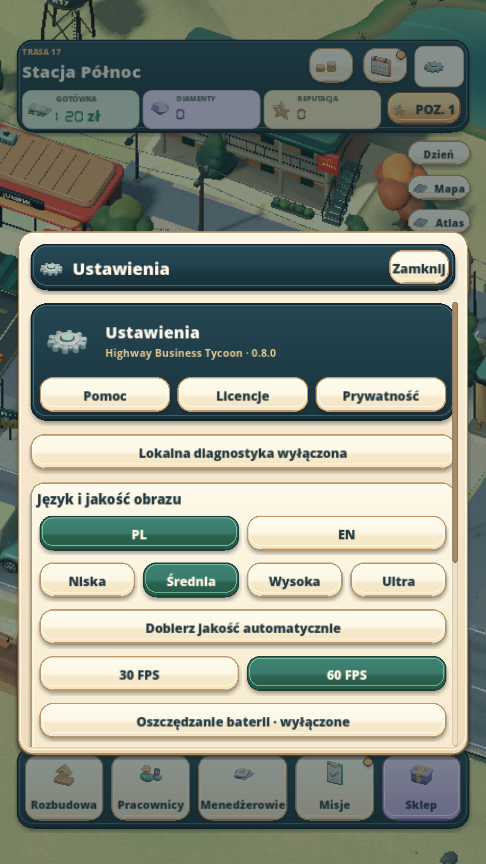 TRASA 17
Stacja Północ
GOTÓWKA
120 zł
DIAMENTY
0
REPUTACJA
0
POZ. 1
Dzień
Mapa
Atlas
Ustawienia
Zamknij
Ustawienia
Highway Business Tycoon · 0.8.0
Pomoc
Licencje
Prywatność
Lokalna diagnostyka wyłączona
Język i jakość obrazu
PL
EN
Niska
Średnia
Wysoka
Ultra
Dobierz jakość automatycznie
30 FPS
60 FPS
Oszczędzanie baterii · wyłączone
Rozbudowa
Pracownicy
Menedżerowie
Misje
Sklep